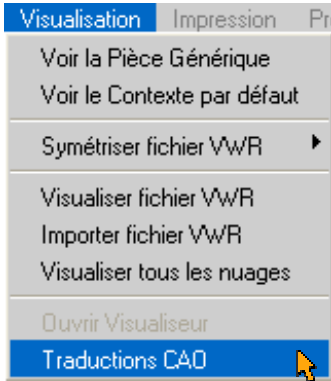 Visualisation Impression Pr
Voir la Pièce Générique
Voir le Contexte par défaut
Symétriser fichier VWR
Visualiser fichier VWR
Importer fichier VWR
Visualiser tous les nuages
Ouvrir Visualiseur
Traductions CAO